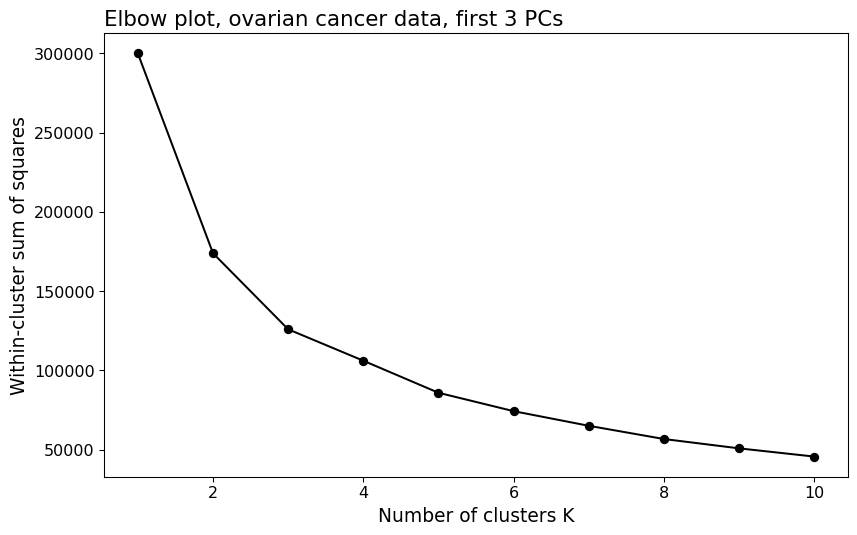 Elbow plot, ovarian cancer data, first 3 PCs
Within-cluster sum of squares
300000
250000
200000
150000
100000
50000
2 4 6 8 10
Number of clusters K